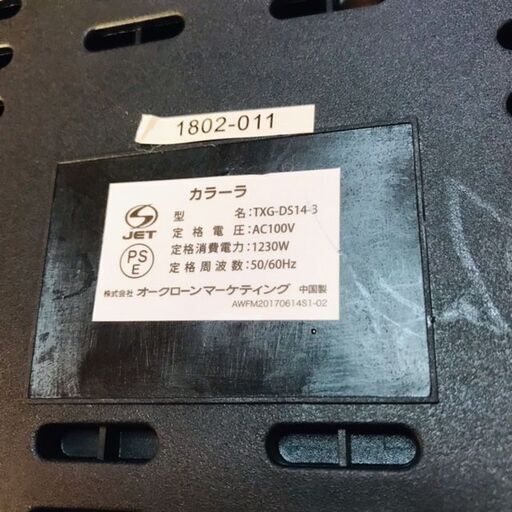 1802-011
カラーラ
型 名：TXG-DS14-3
定格電圧：AC100V
定格消費電力：1230W
定格周波数：50/60Hz
株式会社 オークローンマーケティング 中国製
AWFM20170614S1-02
S
JET
PS
E